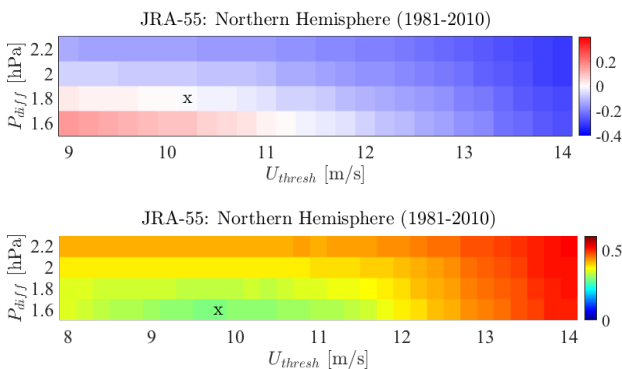 JRA-55: Northern Hemisphere (1981-2010)
P_diff [hPa]
2.2
2
1.8
1.6
x
0.2
0
-0.2
-0.4
9 10 11 12 13 14
U_thresh [m/s]
JRA-55: Northern Hemisphere (1981-2010)
P_diff [hPa]
2.2
2
1.8
1.6
x
0.5
0
8 9 10 11 12 13 14
U_thresh [m/s]